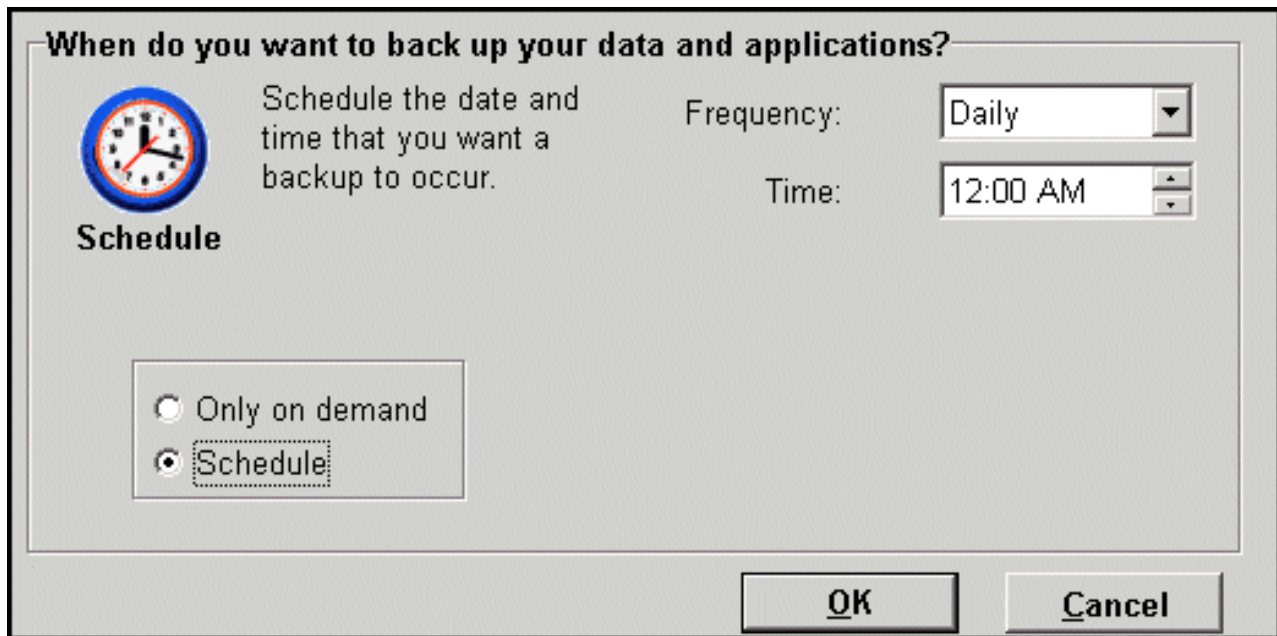 When do you want to back up your data and applications?
Schedule the date and
time that you want a
backup to occur.
Schedule
Frequency:
Daily
Time:
12:00 AM
Only on demand
Schedule
OK
Cancel